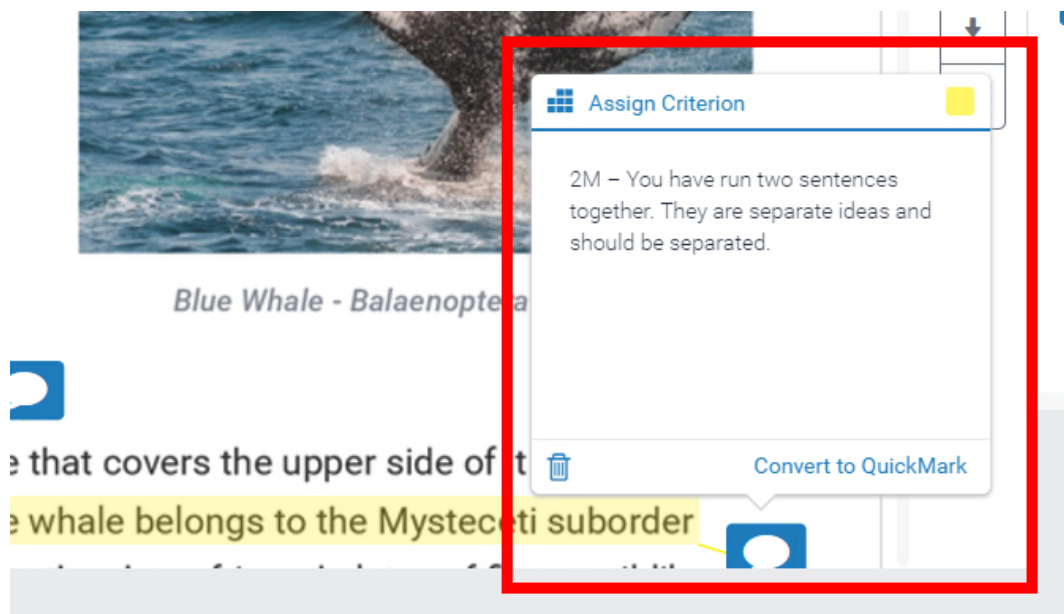 Assign Criterion
2M – You have run two sentences
together. They are separate ideas and
should be separated.
Blue Whale - Balaenoptera
e that covers the upper side of t
Convert to QuickMark
e whale belongs to the Mysteceti suborder